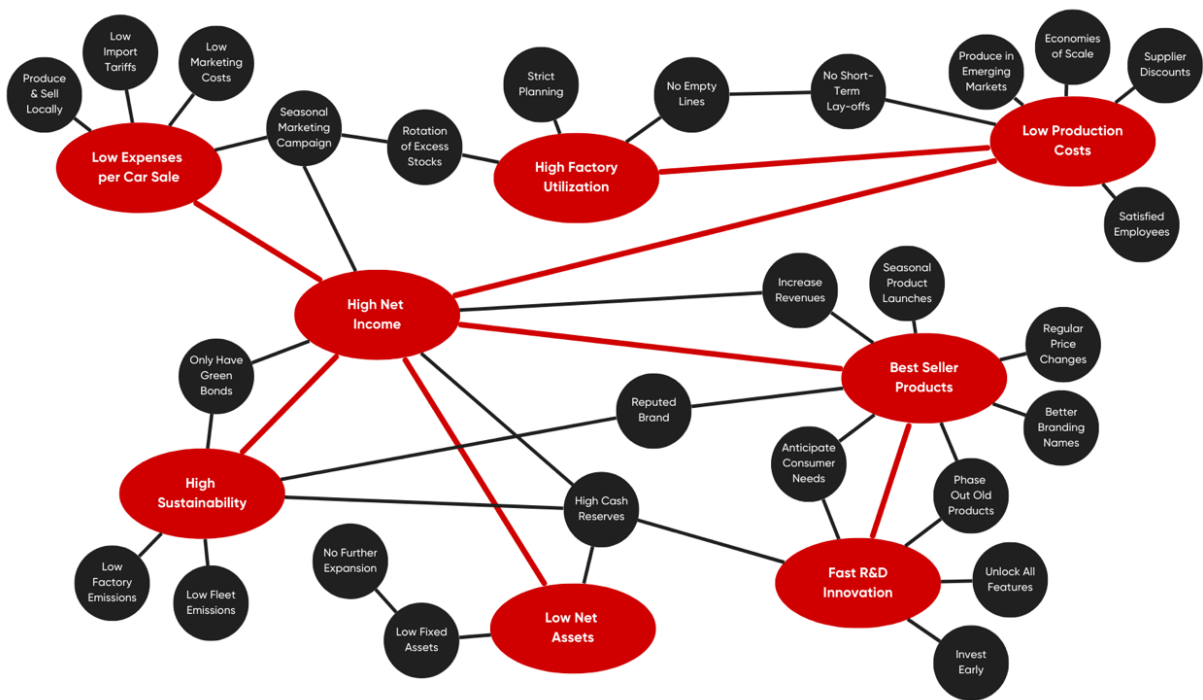 Low
Import
Tariffs
Low
Marketing
Costs
Produce
& Sell
Locally
Seasonal
Marketing
Campaign
Rotation
of Excess
Stocks
Low Expenses
per Car Sale
Strict
Planning
No Empty
Lines
No Short-
Term
Lay-offs
High Factory
Utilization
Produce in
Emerging
Markets
Economies
of Scale
Supplier
Discounts
Low Production
Costs
Satisfied
Employees
High Net
Income
Increase
Revenues
Seasonal
Product
Launches
Regular
Price
Changes
Best Seller
Products
Better
Branding
Names
Only Have
Green
Bonds
Reputed
Brand
Anticipate
Consumer
Needs
Phase
Out Old
Products
High
Sustainability
High Cash
Reserves
Low
Factory
Emissions
Low Fleet
Emissions
No Further
Expansion
Low Fixed
Assets
Low Net
Assets
Fast R&D
Innovation
Unlock All
Features
Invest
Early